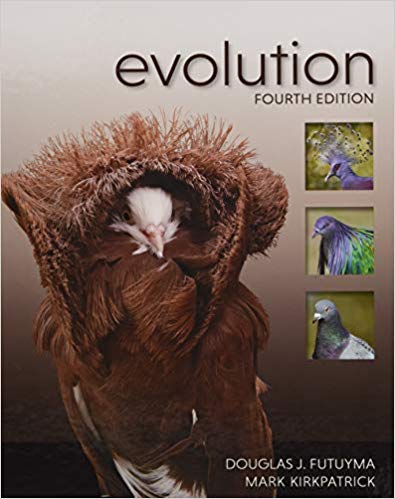 evolution
FOURTH EDITION
DOUGLAS J. FUTUYMA
MARK KIRKPATRICK